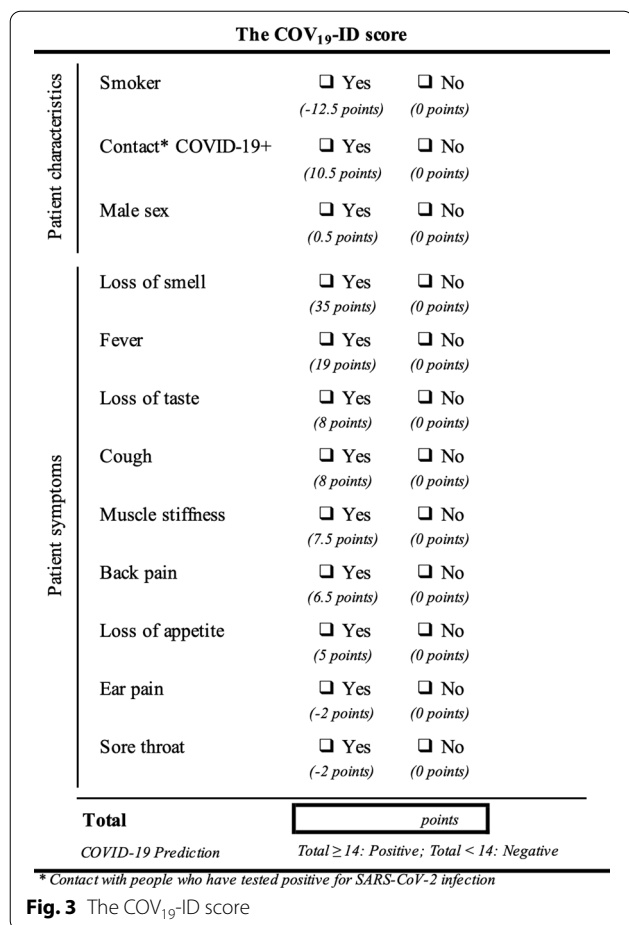 The COV19-ID score
Patient characteristics
Smoker ❑ Yes ❑ No
(-12.5 points) (0 points)
Contact* COVID-19+ ❑ Yes ❑ No
(10.5 points) (0 points)
Male sex ❑ Yes ❑ No
(0.5 points) (0 points)
Patient symptoms
Loss of smell ❑ Yes ❑ No
(35 points) (0 points)
Fever ❑ Yes ❑ No
(19 points) (0 points)
Loss of taste ❑ Yes ❑ No
(8 points) (0 points)
Cough ❑ Yes ❑ No
(8 points) (0 points)
Muscle stiffness ❑ Yes ❑ No
(7.5 points) (0 points)
Back pain ❑ Yes ❑ No
(6.5 points) (0 points)
Loss of appetite ❑ Yes ❑ No
(5 points) (0 points)
Ear pain ❑ Yes ❑ No
(-2 points) (0 points)
Sore throat ❑ Yes ❑ No
(-2 points) (0 points)
Total points
COVID-19 Prediction Total ≥ 14: Positive; Total < 14: Negative
* Contact with people who have tested positive for SARS-CoV-2 infection
Fig. 3 The COV19-ID score